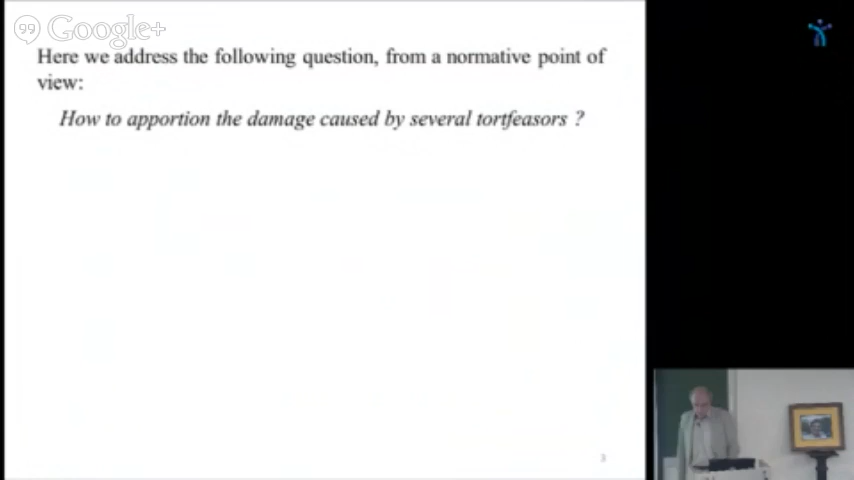 Google+
Here we address the following question, from a normative point of
view:
How to apportion the damage caused by several tortfeasors ?
3